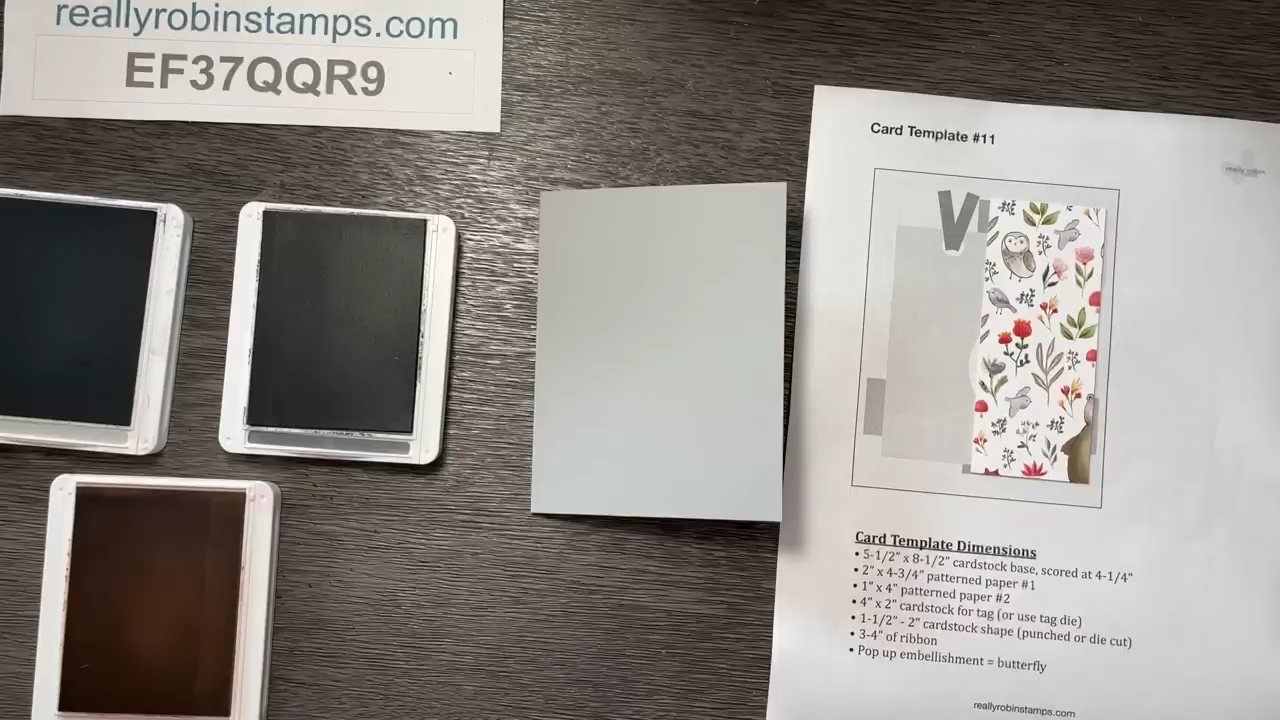 reallyrobinstamps.com
EF37QQR9
Card Template #11
Card Template Dimensions
• 5-1/2" x 8-1/2" cardstock base, scored at 4-1/4"
• 2" x 4-3/4" patterned paper #1
• 1" x 4" patterned paper #2
• 4" x 2" cardstock for tag (or use tag die)
• 1-1/2" - 2" cardstock shape (punched or die cut)
• 3-4" of ribbon
• Pop up embellishment = butterfly
reallyrobinstamps.com